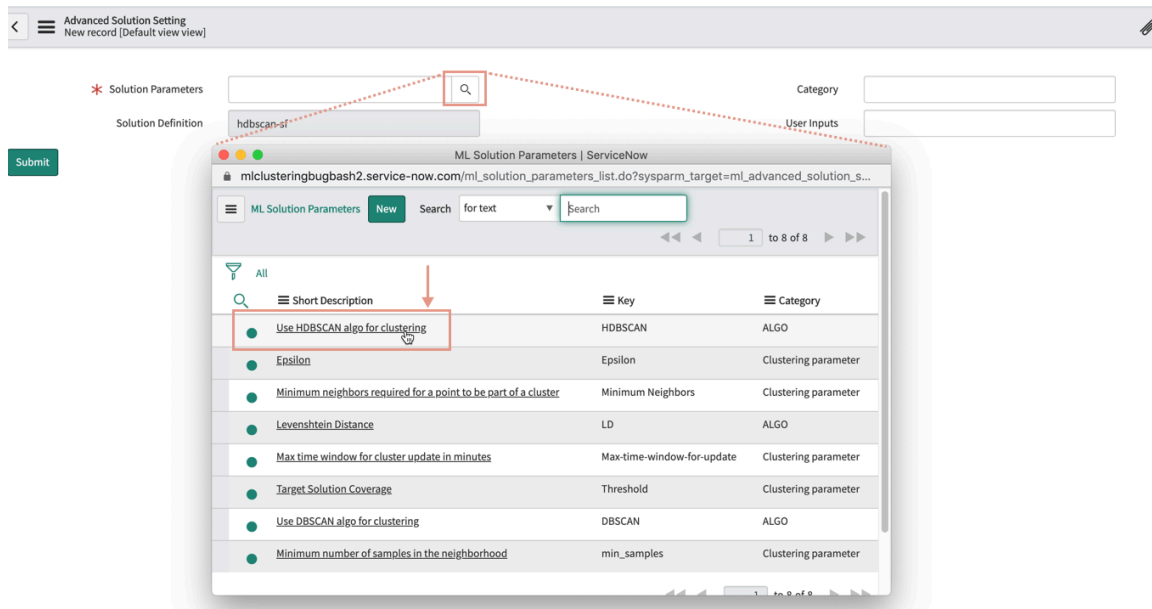 Advanced Solution Setting
New record [Default view view]
Solution Parameters
Category
Solution Definition hdbscan-sf
User Inputs
Submit
ML Solution Parameters | ServiceNow
mlclusteringbugbash2.service-now.com/ml_solution_parameters_list.do?sysparm_target=ml_advanced_solution_s...
ML Solution Parameters New Search for text Search
1 to 8 of 8
All
Short Description Key Category
Use HDBSCAN algo for clustering HDBSCAN ALGO
Epsilon Epsilon Clustering parameter
Minimum neighbors required for a point to be part of a cluster Minimum Neighbors Clustering parameter
Levenshtein Distance LD ALGO
Max time window for cluster update in minutes Max-time-window-for-update Clustering parameter
Target Solution Coverage Threshold Clustering parameter
Use DBSCAN algo for clustering DBSCAN ALGO
Minimum number of samples in the neighborhood min_samples Clustering parameter
1 to 8 of 8